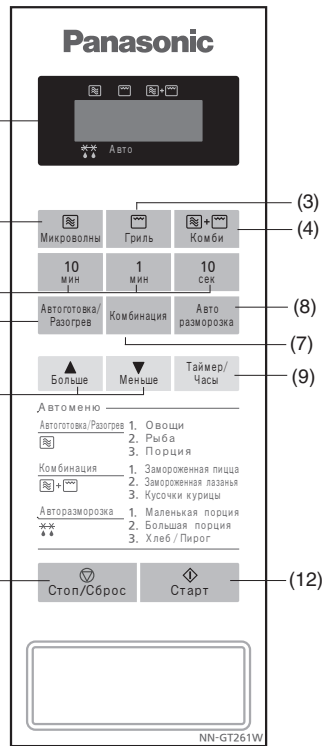 Panasonic
Авто
(3)
Микроволны Гриль Комби
(4)
10 мин 1 мин 10 сек
Автоготовка/Разогрев Комбинация Авто разморозка
(8)
(7)
Больше Меньше Таймер/Часы
(9)
Автоменю
Автоготовка/Разогрев 1. Овощи
2. Рыба
3. Порция
Комбинация 1. Замороженная пицца
2. Замороженная лазанья
3. Кусочки курицы
Авторазморозка 1. Маленькая порция
2. Большая порция
3. Хлеб/Пирог
Стоп/Сброс Старт
(12)
NN-GT261W